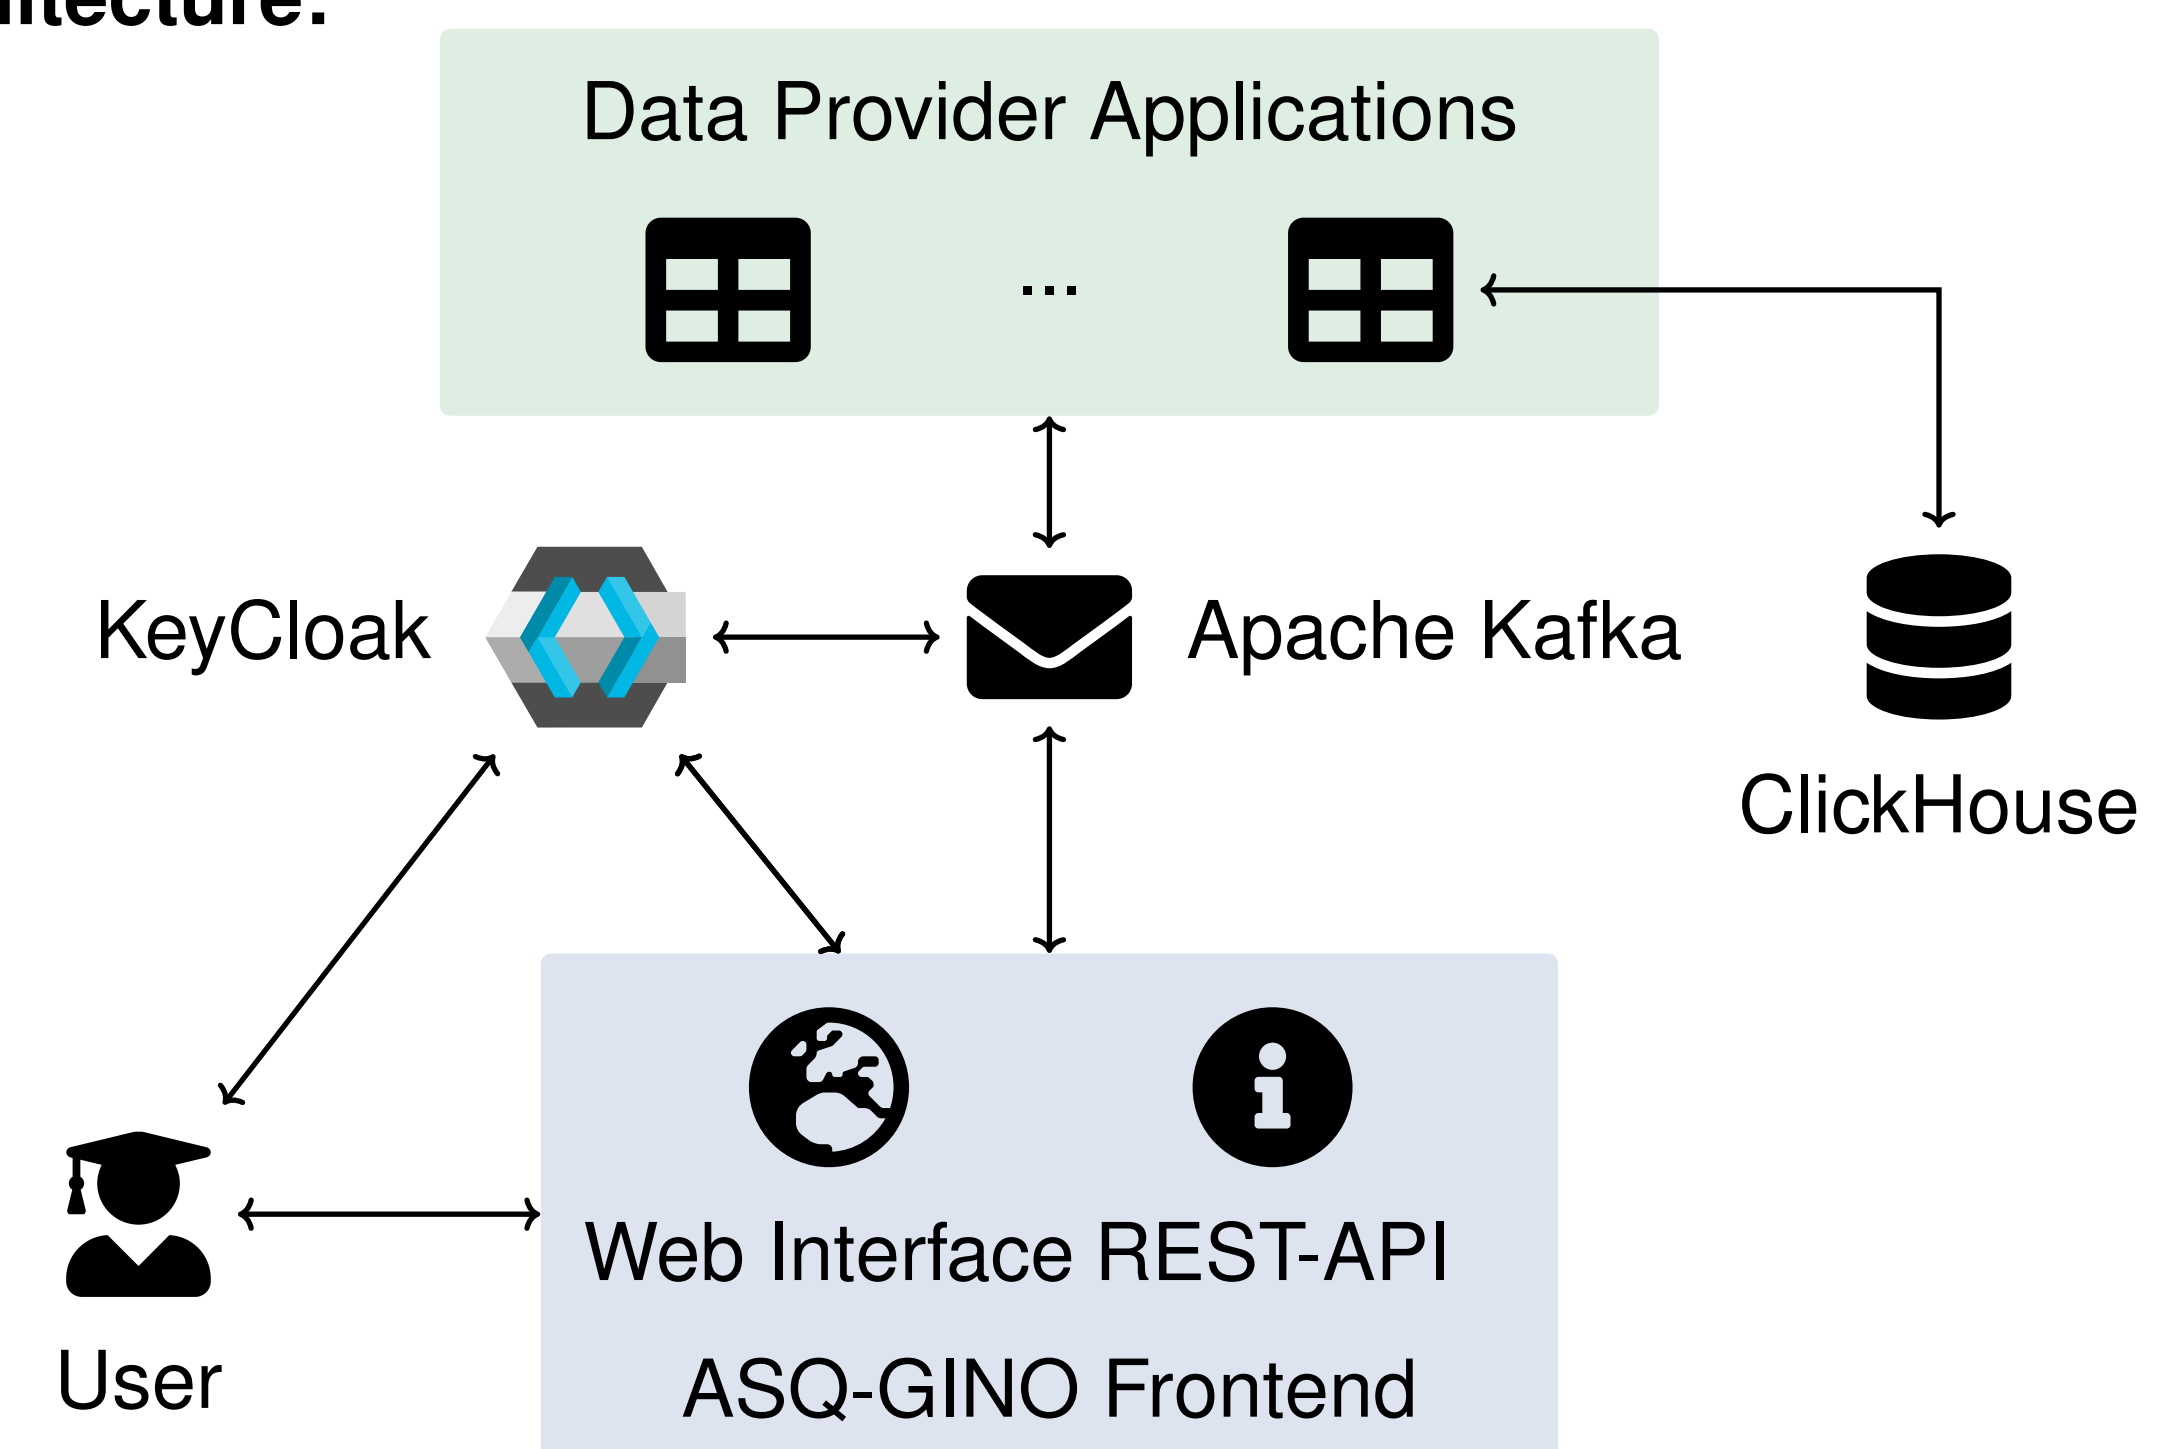 Data Provider Applications
...
KeyCloak
Apache Kafka
ClickHouse
Web Interface REST-API
User
ASQ-GINO Frontend